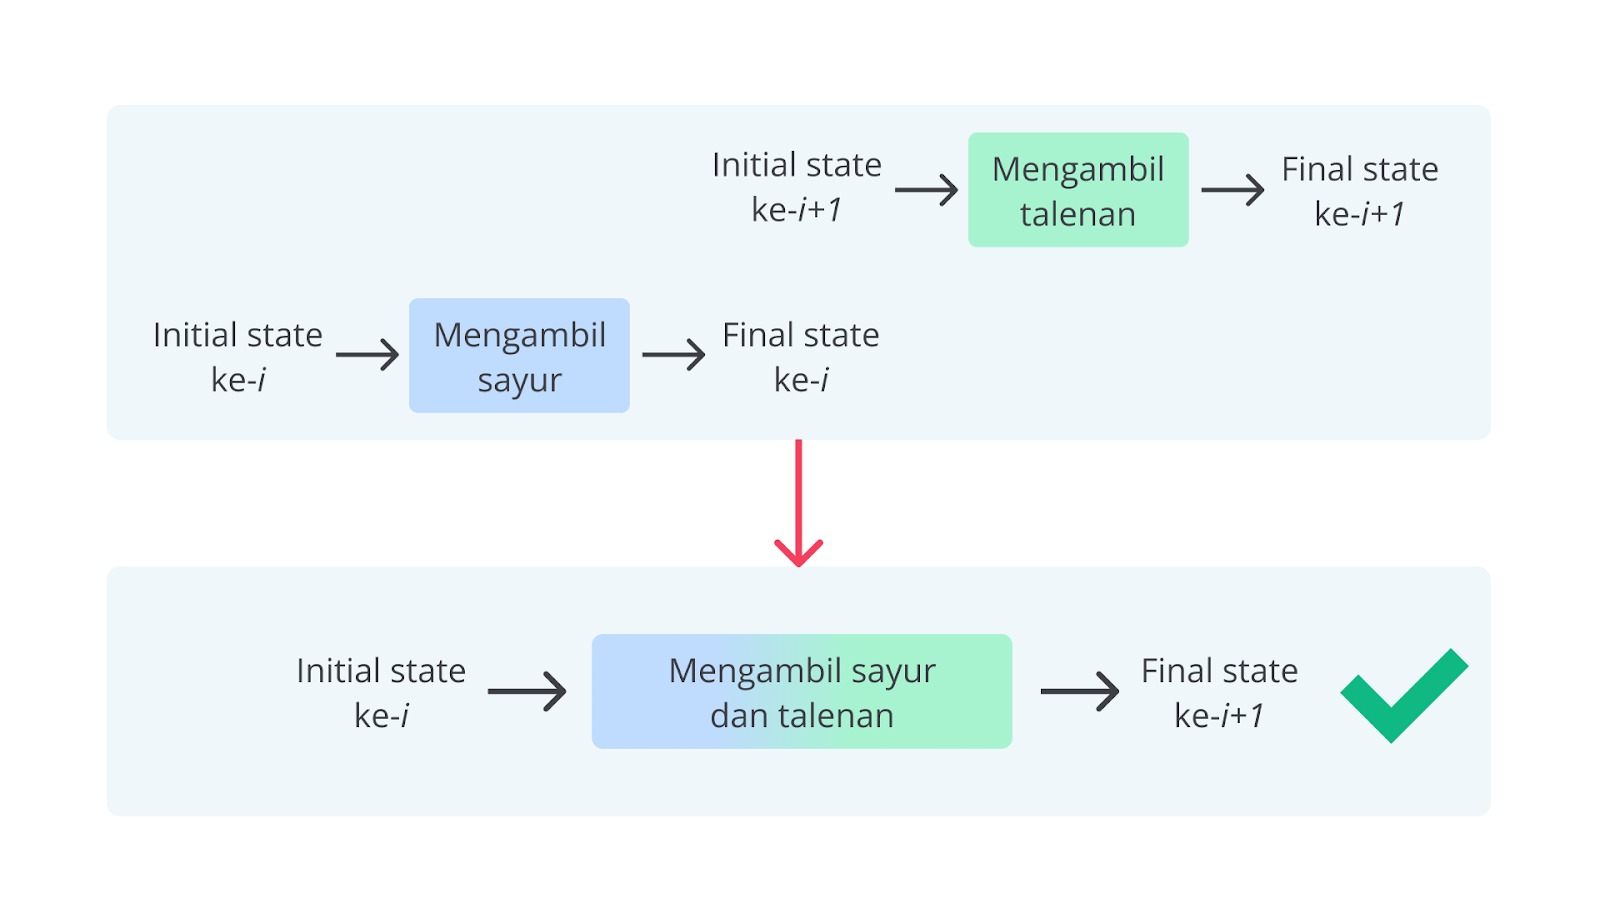 Initial state
ke-i+1
Mengambil
talenan
Final state
ke-i+1
Initial state
ke-i
Mengambil
sayur
Final state
ke-i
Initial state
ke-i
Mengambil sayur
dan talenan
Final state
ke-i+1